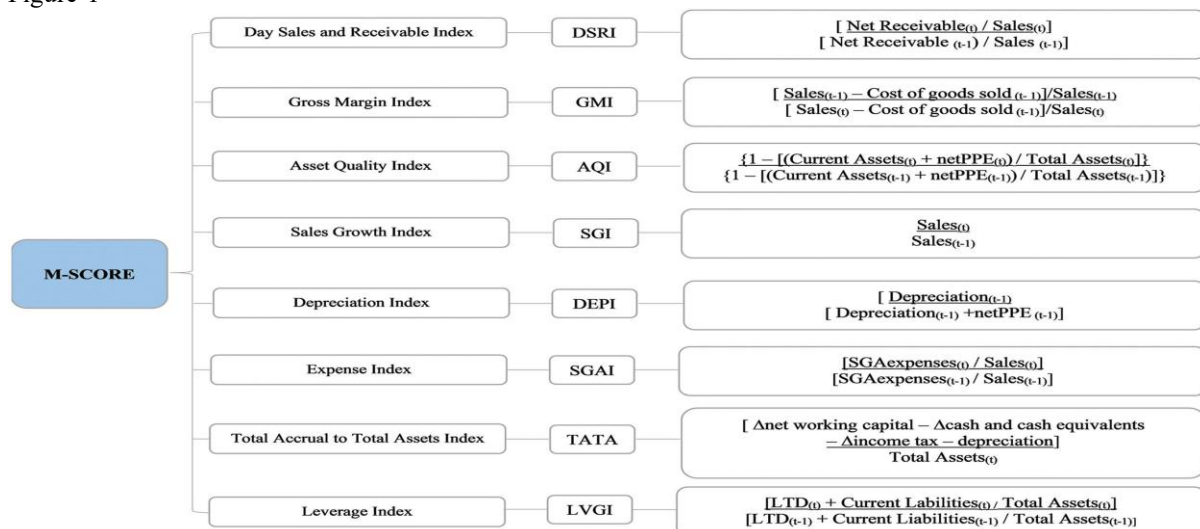 Day Sales and Receivable Index
DSRI
[ Net Receivable(t) / Sales(t)]
[ Net Receivable (t-1) / Sales (t-1)]
Gross Margin Index
GMI
[ Sales(t-1) – Cost of goods sold (t- 1)]/Sales(t-1)
[ Sales(t) – Cost of goods sold (t-1)]/Sales(t)
Asset Quality Index
AQI
{1 – [(Current Assets(t) + netPPE(t)) / Total Assets(t)]}
{1 – [(Current Assets(t-1) + netPPE(t-1)) / Total Assets(t-1)]}
Sales Growth Index
SGI
Sales(t)
Sales(t-1)
M-SCORE
Depreciation Index
DEPI
[ Depreciation(t-1)
[ Depreciation(t-1) +netPPE (t-1)]
Expense Index
SGAI
[SGAexpenses(t) / Sales(t)]
[SGAexpenses(t-1) / Sales(t-1)]
Total Accrual to Total Assets Index
TATA
[ Δnet working capital – Δcash and cash equivalents
– Δincome tax – depreciation]
Total Assets(t)
Leverage Index
LVGI
[LTD(t) + Current Labilities(t) / Total Assets(t)]
[LTD(t-1) + Current Liabilities(t-1) / Total Assets(t-1)]